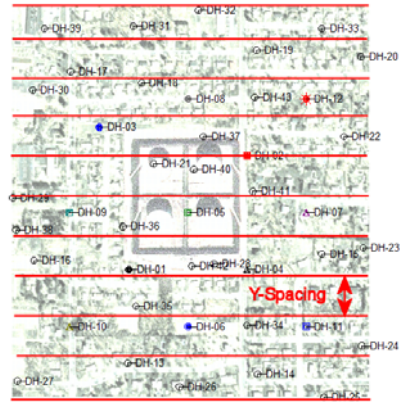 DH-32
DH-39 DH-31 DH-33
DH-19
DH-20
DH-17
DH-30 DH-18
DH-08 DH-43 DH-12
DH-03
DH-37 DH-22
DH-02
DH-21
DH-40
DH-29 DH-41
DH-09 DH-07
DH-38 DH-36
DH-23
DH-16
DH-28
DH-01 DH-04
Y-Spacing
DH-35
DH-10 DH-06 DH-34 DH-11
DH-24
DH-13
DH-27 DH-26 DH-14
DH-25